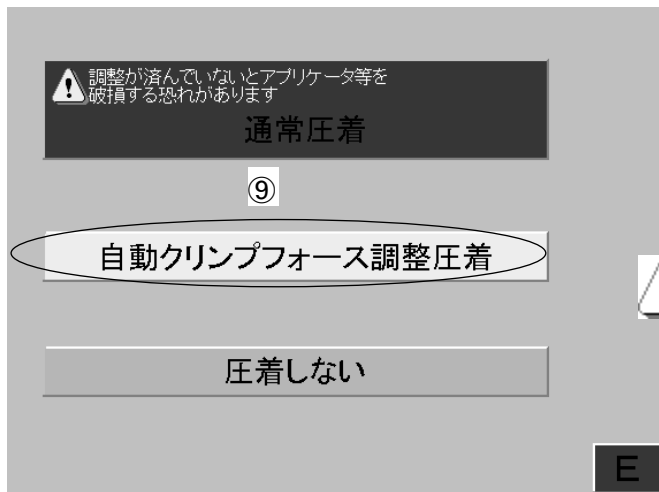 調整が済んでいないとアプリケータ等を
破損する恐れがあります
通常圧着
⑨
自動クリンプフォース調整圧着
圧着しない
E